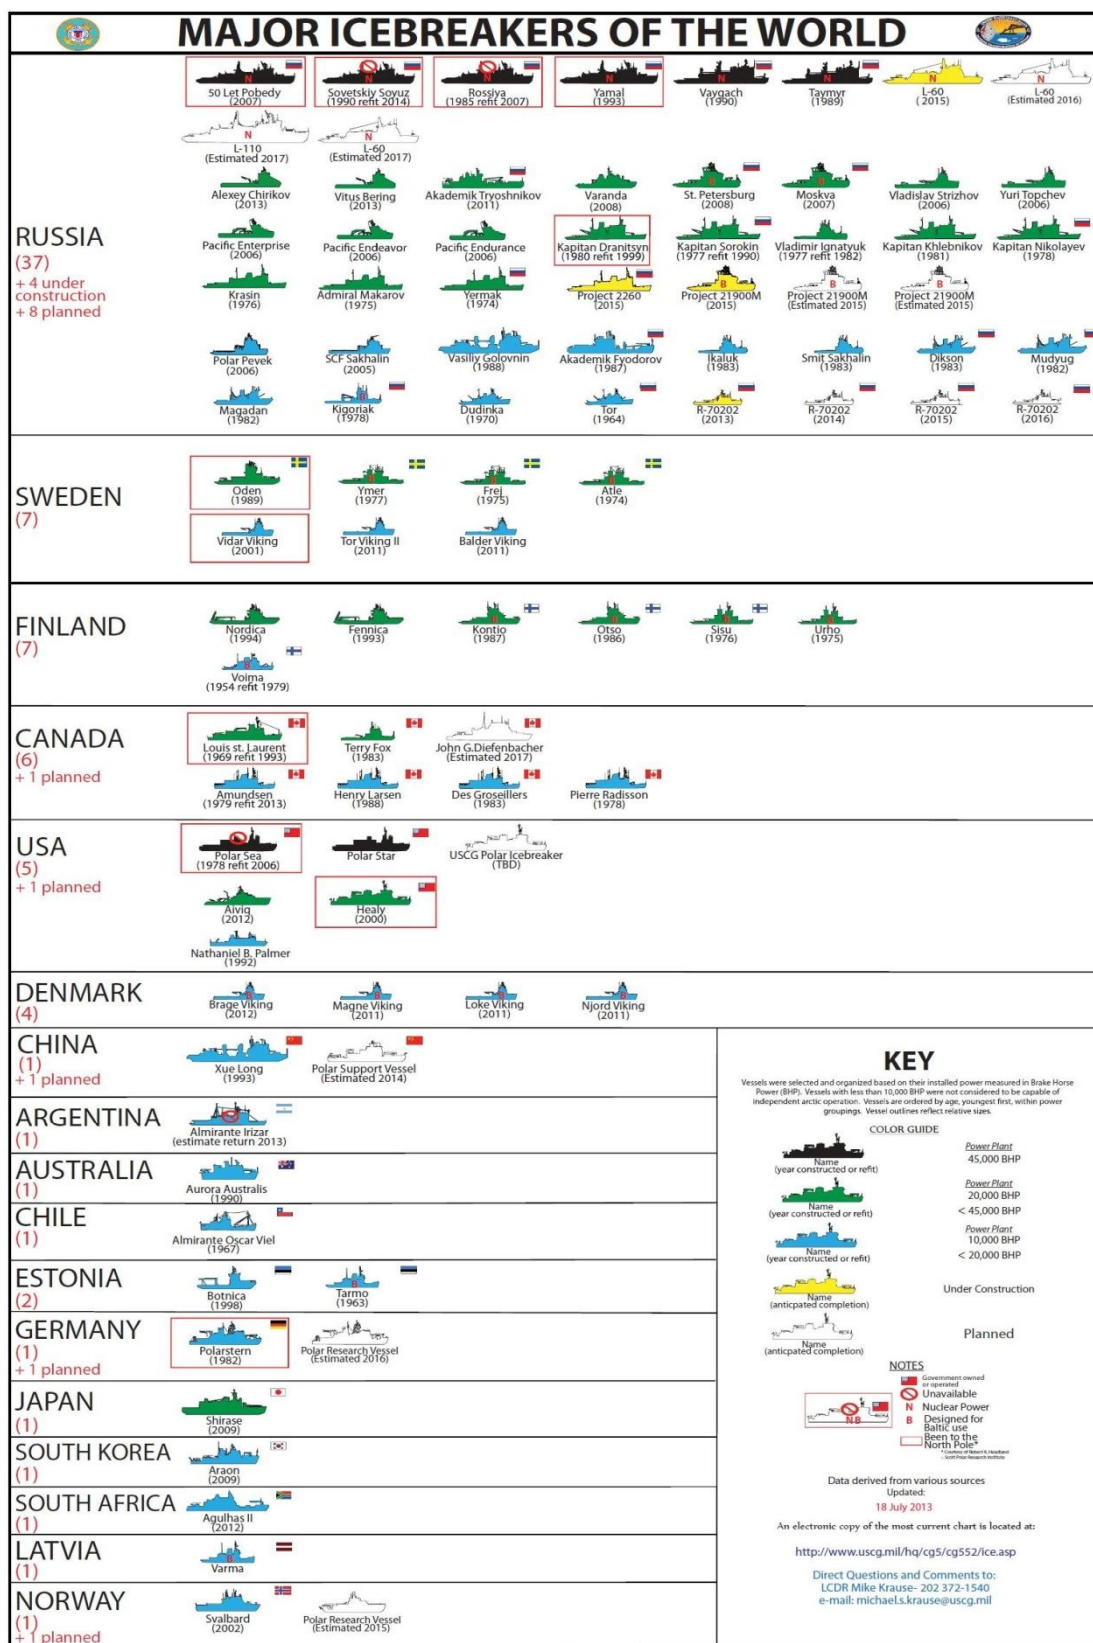 MAJOR ICEBREAKERS OF THE WORLD
RUSSIA
(37)
+ 4 under
construction
+ 8 planned
N N N N N N N N
50 Let Pobedy Sovetskiy Soyuz Rossiya Yamal Vaygach Taymyr L-60 L-60
(2007) (1990 refit 2014) (1985 refit 2007) (1993) (1990) (1989) (2015) (Estimated 2016)
N N
L-110 L-60
(Estimated 2017) (Estimated 2017)
B B
Alexey Chirikov Vitus Bering Akademik Tryoshnikov Varanda St. Petersburg Moskva Vladislav Strizhov Yuri Topchev
(2013) (2013) (2011) (2008) (2008) (2007) (2006) (2006)
Pacific Enterprise Pacific Endeavor Pacific Endurance Kapitan Dranitsyn Kapitan Sorokin Vladimir Ignatyuk Kapitan Khlebnikov Kapitan Nikolayev
(2006) (2006) (2006) (1980 refit 1999) (1977 refit 1990) (1977 refit 1982) (1981) (1978)
B B B
Krasin Admiral Makarov Yermak Project 2260 Project 21900M Project 21900M Project 21900M
(1976) (1975) (1974) (2015) (2015) (Estimated 2015) (Estimated 2015)
Polar Pevek SCF Sakhalin Vasiliy Golovnin Akademik Fyodorov Ikaluk Smit Sakhalin Dikson Mudyug
(2006) (2005) (1988) (1987) (1983) (1983) (1983) (1982)
B
Magadan Kigoriak Dudinka Tor R-70202 R-70202 R-70202 R-70202
(1982) (1978) (1970) (1964) (2013) (2014) (2015) (2016)
SWEDEN
(7)
B B B
Oden Ymer Frej Atle
(1989) (1977) (1975) (1974)
Vidar Viking Tor Viking II Balder Viking
(2001) (2011) (2011)
FINLAND
(7)
B B B B
Nordica Fennica Kontio Otso Sisu Urho
(1994) (1993) (1987) (1986) (1976) (1975)
B
Voima
(1954 refit 1979)
CANADA
(6)
+ 1 planned
Louis st. Laurent Terry Fox John G.Diefenbacher
(1969 refit 1993) (1983) (Estimated 2017)
Amundsen Henry Larsen Des Groseillers Pierre Radisson
(1979 refit 2013) (1988) (1983) (1978)
USA
(5)
+ 1 planned
Polar Sea Polar Star USCG Polar Icebreaker
(1978 refit 2006) (TBD)
Aiviq Healy
(2012) (2000)
Nathaniel B. Palmer
(1992)
DENMARK
(4)
B B B B
Brage Viking Magne Viking Loke Viking Njord Viking
(2012) (2011) (2011) (2011)
CHINA
(1)
+ 1 planned
Xue Long Polar Support Vessel
(1993) (Estimated 2014)
ARGENTINA
(1)
Almirante Irizar
(estimate return 2013)
AUSTRALIA
(1)
Aurora Australis
(1990)
CHILE
(1)
Almirante Oscar Viel
(1967)
ESTONIA
(2)
B
Botnica Tarmo
(1998) (1963)
GERMANY
(1)
+ 1 planned
Polarstern Polar Research Vessel
(1982) (Estimated 2016)
JAPAN
(1)
Shirase
(2009)
SOUTH KOREA
(1)
Araon
(2009)
SOUTH AFRICA
(1)
Agulhas II
(2012)
LATVIA
(1)
B
Varma
NORWAY
(1)
+ 1 planned
Svalbard Polar Research Vessel
(2002) (Estimated 2015)
KEY
Vessels were selected and organized based on their installed power measured in Brake Horse
Power (BHP). Vessels with less than 10,000 BHP were not considered to be capable of
independent arctic operation. Vessels are ordered by age, youngest first, within power
groupings. Vessel outlines reflect relative sizes.
COLOR GUIDE
Name
(year constructed or refit)
Power Plant
45,000 BHP
Name
(year constructed or refit)
Power Plant
20,000 BHP
< 45,000 BHP
Name
(year constructed or refit)
Power Plant
10,000 BHP
< 20,000 BHP
Name
(anticpated completion)
Under Construction
Name
(anticpated completion)
Planned
NOTES
N B
Government owned
or operated
Unavailable
N Nuclear Power
B Designed for
Baltic use
Been to the
North Pole*
* Courtesy of Robert K. Headland
- Scott Polar Research Institute
Data derived from various sources
Updated:
18 July 2013
An electronic copy of the most current chart is located at:
http://www.uscg.mil/hq/cg5/cg552/ice.asp
Direct Questions and Comments to:
LCDR Mike Krause- 202 372-1540
e-mail: michael.s.krause@uscg.mil